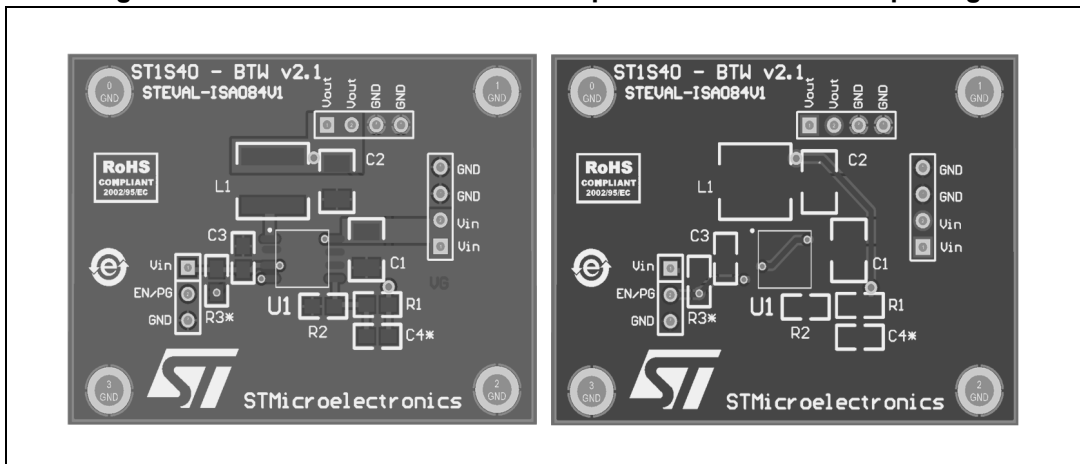 ST1S40 - BTW v2.1
STEVAL-ISA084V1
0
GND
1
GND
Vout
Vout
GND
GND
RoHS
COMPLIANT
2002/95/EC
C2
L1
GND
GND
Vin
Vin
C3
C1
e
Vin
EN/PG
GND
R3*
U1
R2
R1
C4*
VG
3
GND
2
GND
ST
STMicroelectronics
ST1S40 - BTW v2.1
STEVAL-ISA084V1
0
GND
1
GND
Vout
Vout
GND
GND
RoHS
COMPLIANT
2002/95/EC
C2
L1
GND
GND
Vin
Vin
C3
C1
e
Vin
EN/PG
GND
R3*
U1
R2
R1
C4*
3
GND
2
GND
ST
STMicroelectronics